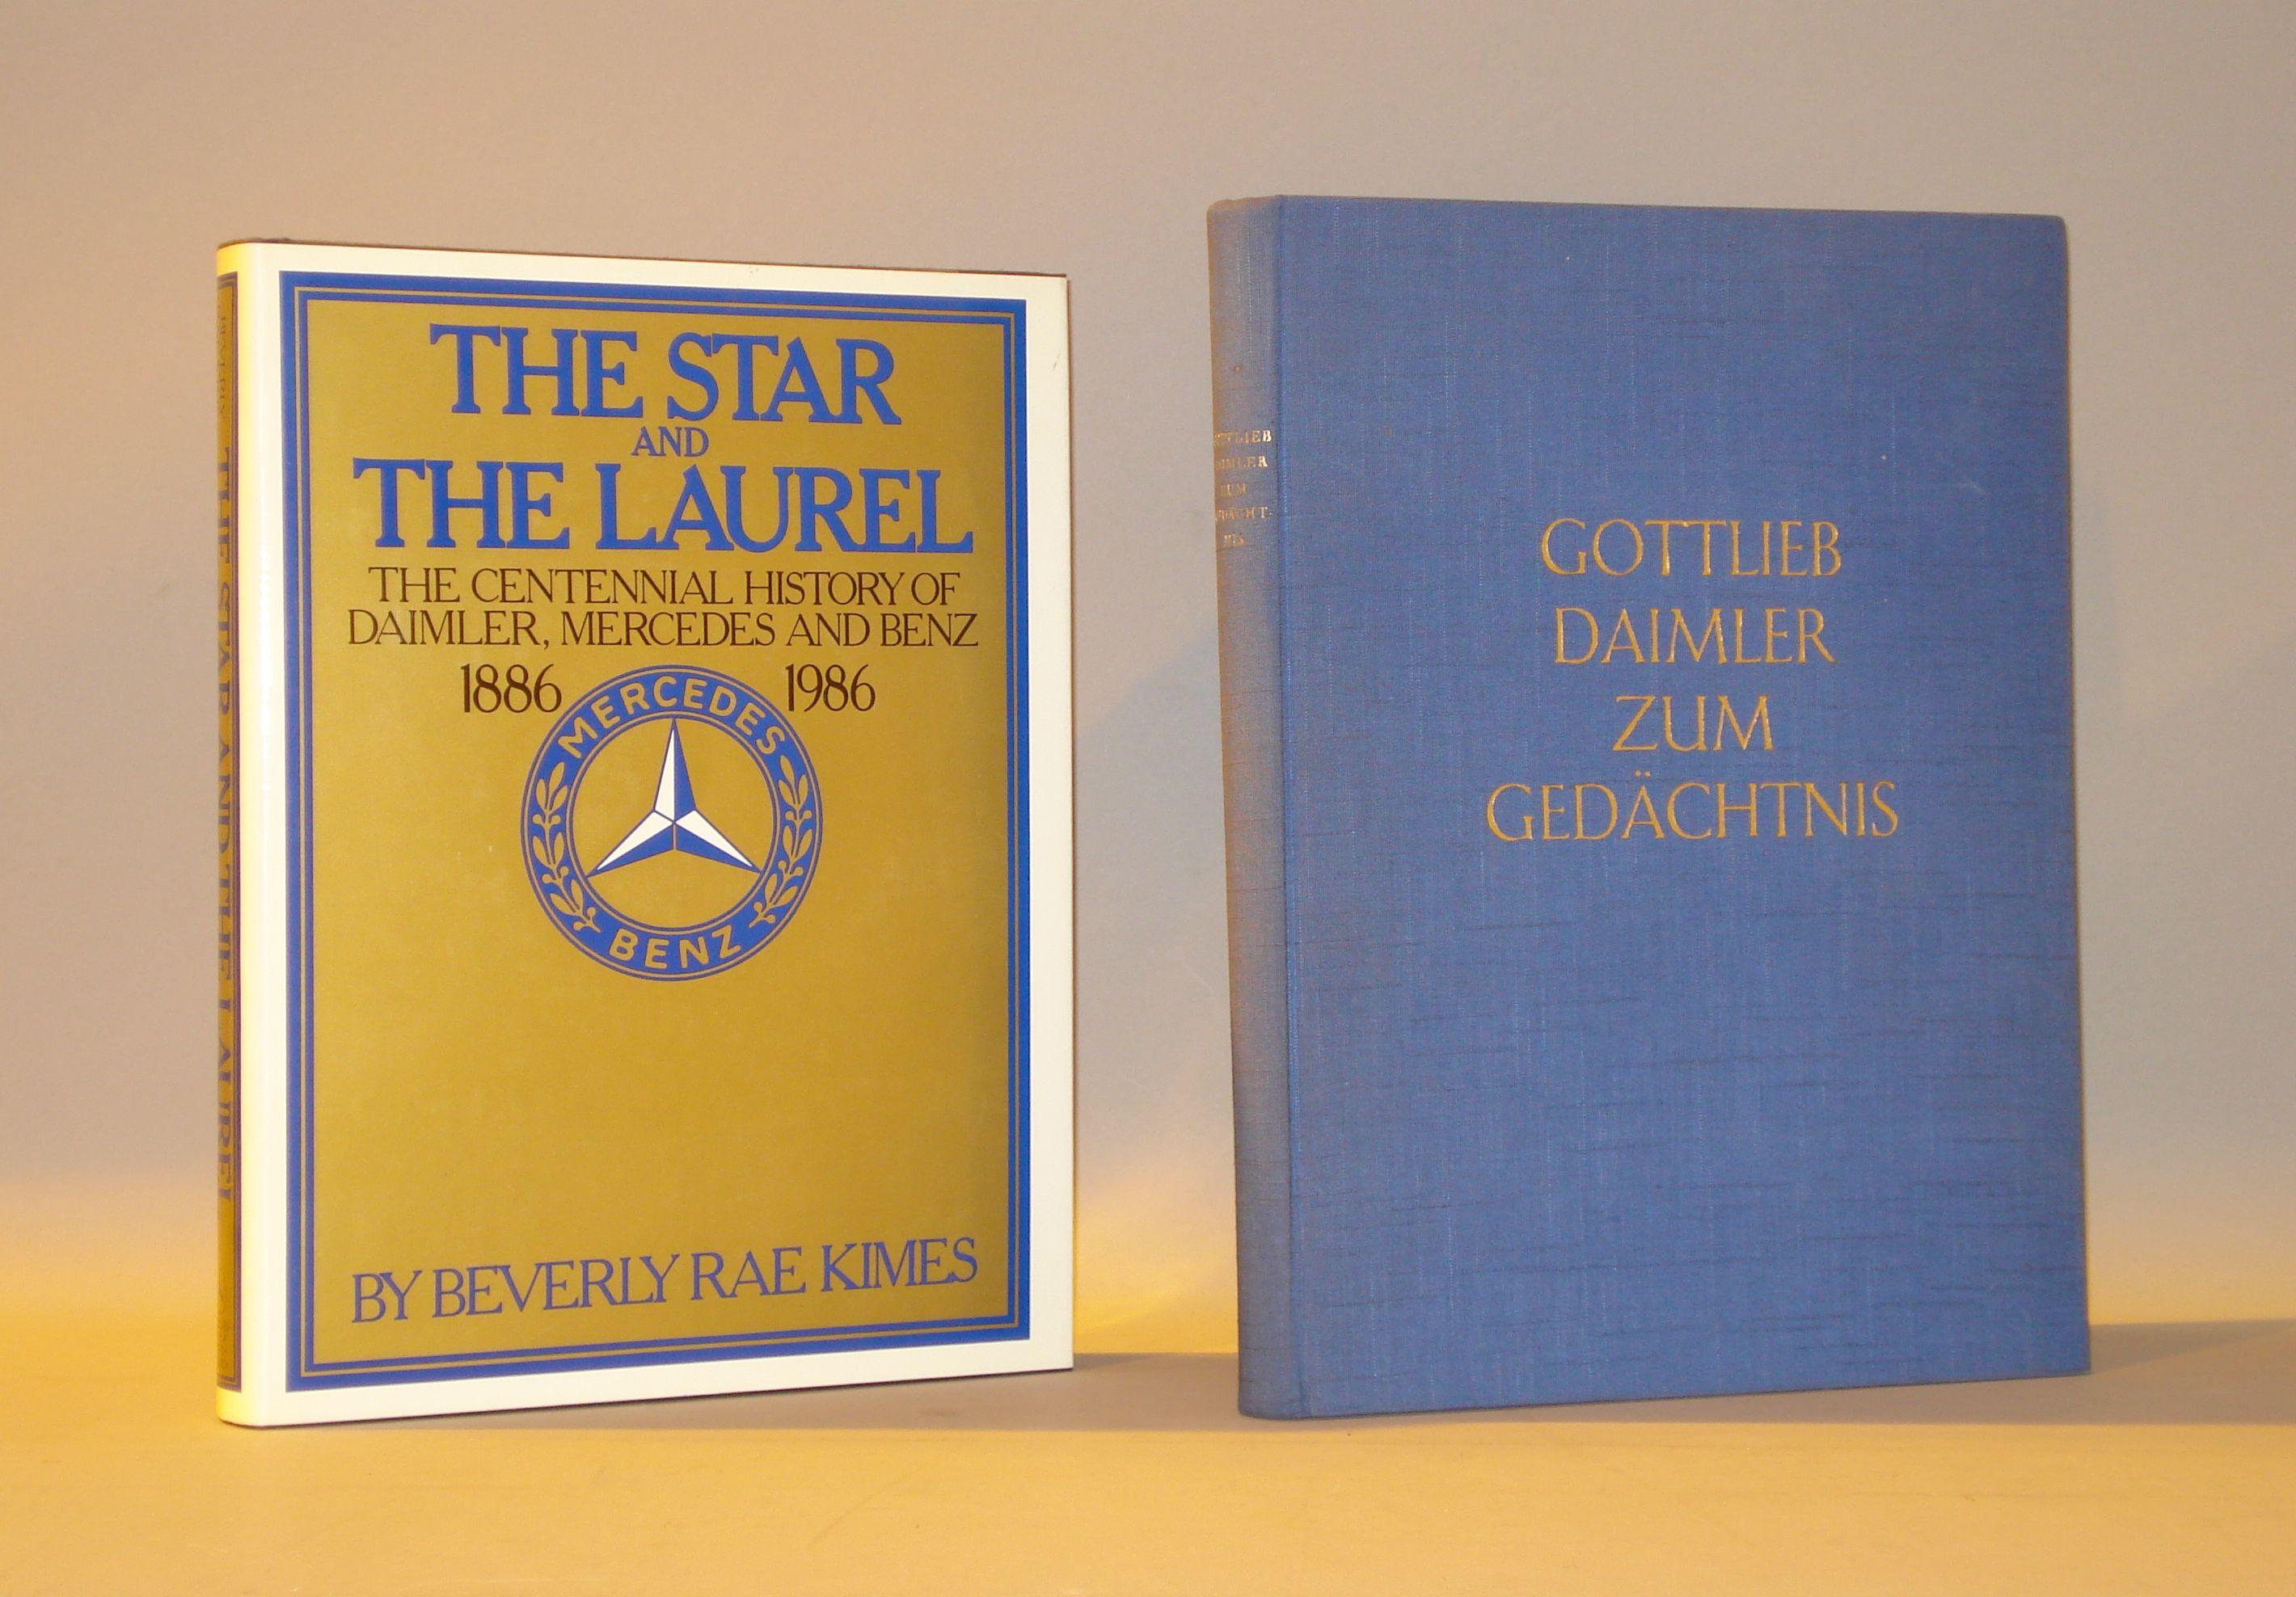 THE STAR
AND
THE LAUREL
THE CENTENNIAL HISTORY OF
DAIMLER, MERCEDES AND BENZ
1886 1986
MERCEDES
BENZ
BY BEVERLY RAE KIMES
THE STAR AND THE LAUREL
GOTTLIEB
DAIMLER
ZUM
GEDÄCHTNIS